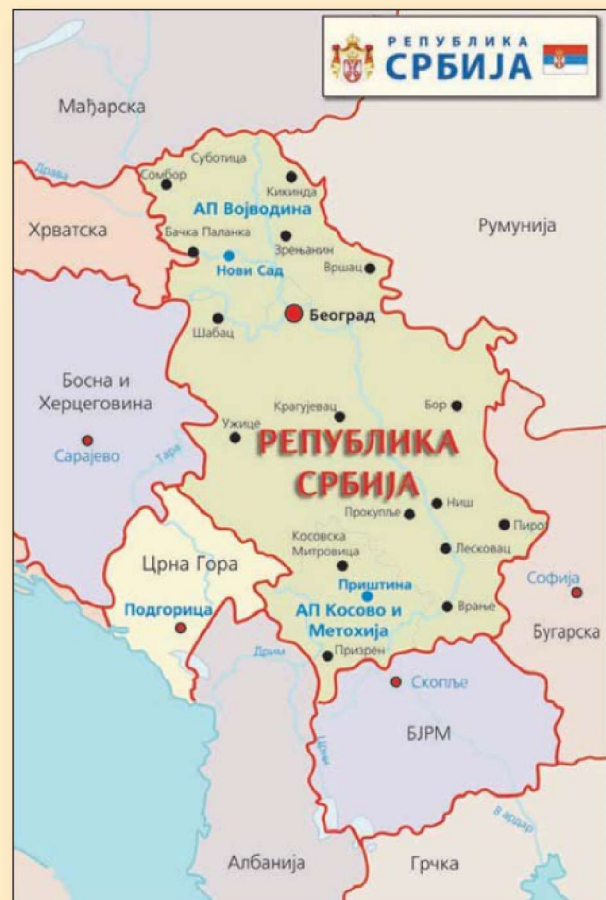 РЕПУБЛИКА
СРБИЈА
Мађарска
Драва
Суботица
Сомбор
Кикинда
АП Војводина
Хрватска
Румунија
Бачка Паланка
Зрењанин
Нови Сад
Вршац
Београд
Шабац
Босна и
Херцеговина
Крагујевац
Бор
Ужице
Сарајево
Тара
РЕПУБЛИКА
СРБИЈА
Ниш
Прокупље
Пирот
Косовска
Митровица
Лесковац
Црна Гора
Приштина
Софија
Подгорица
АП Косово и
Метохија
Врање
Бугарска
Дрим
Призрен
Скопље
БЈРМ
Црни
Вардар
Албанија
Грчка